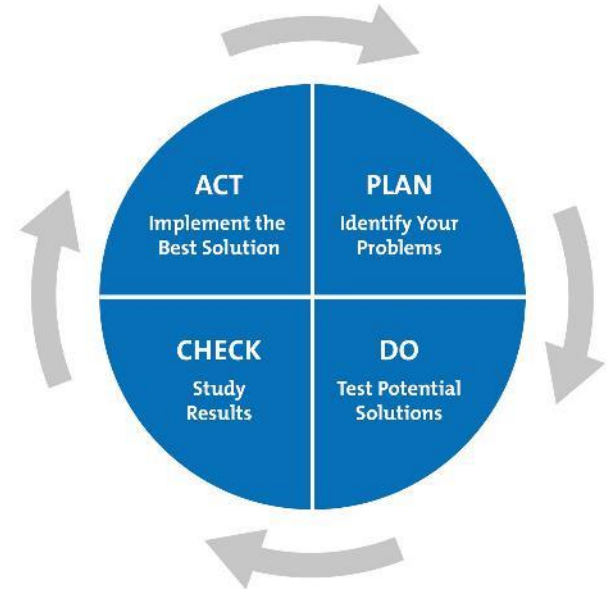 ACT
Implement the
Best Solution
PLAN
Identify Your
Problems
CHECK
Study
Results
DO
Test Potential
Solutions